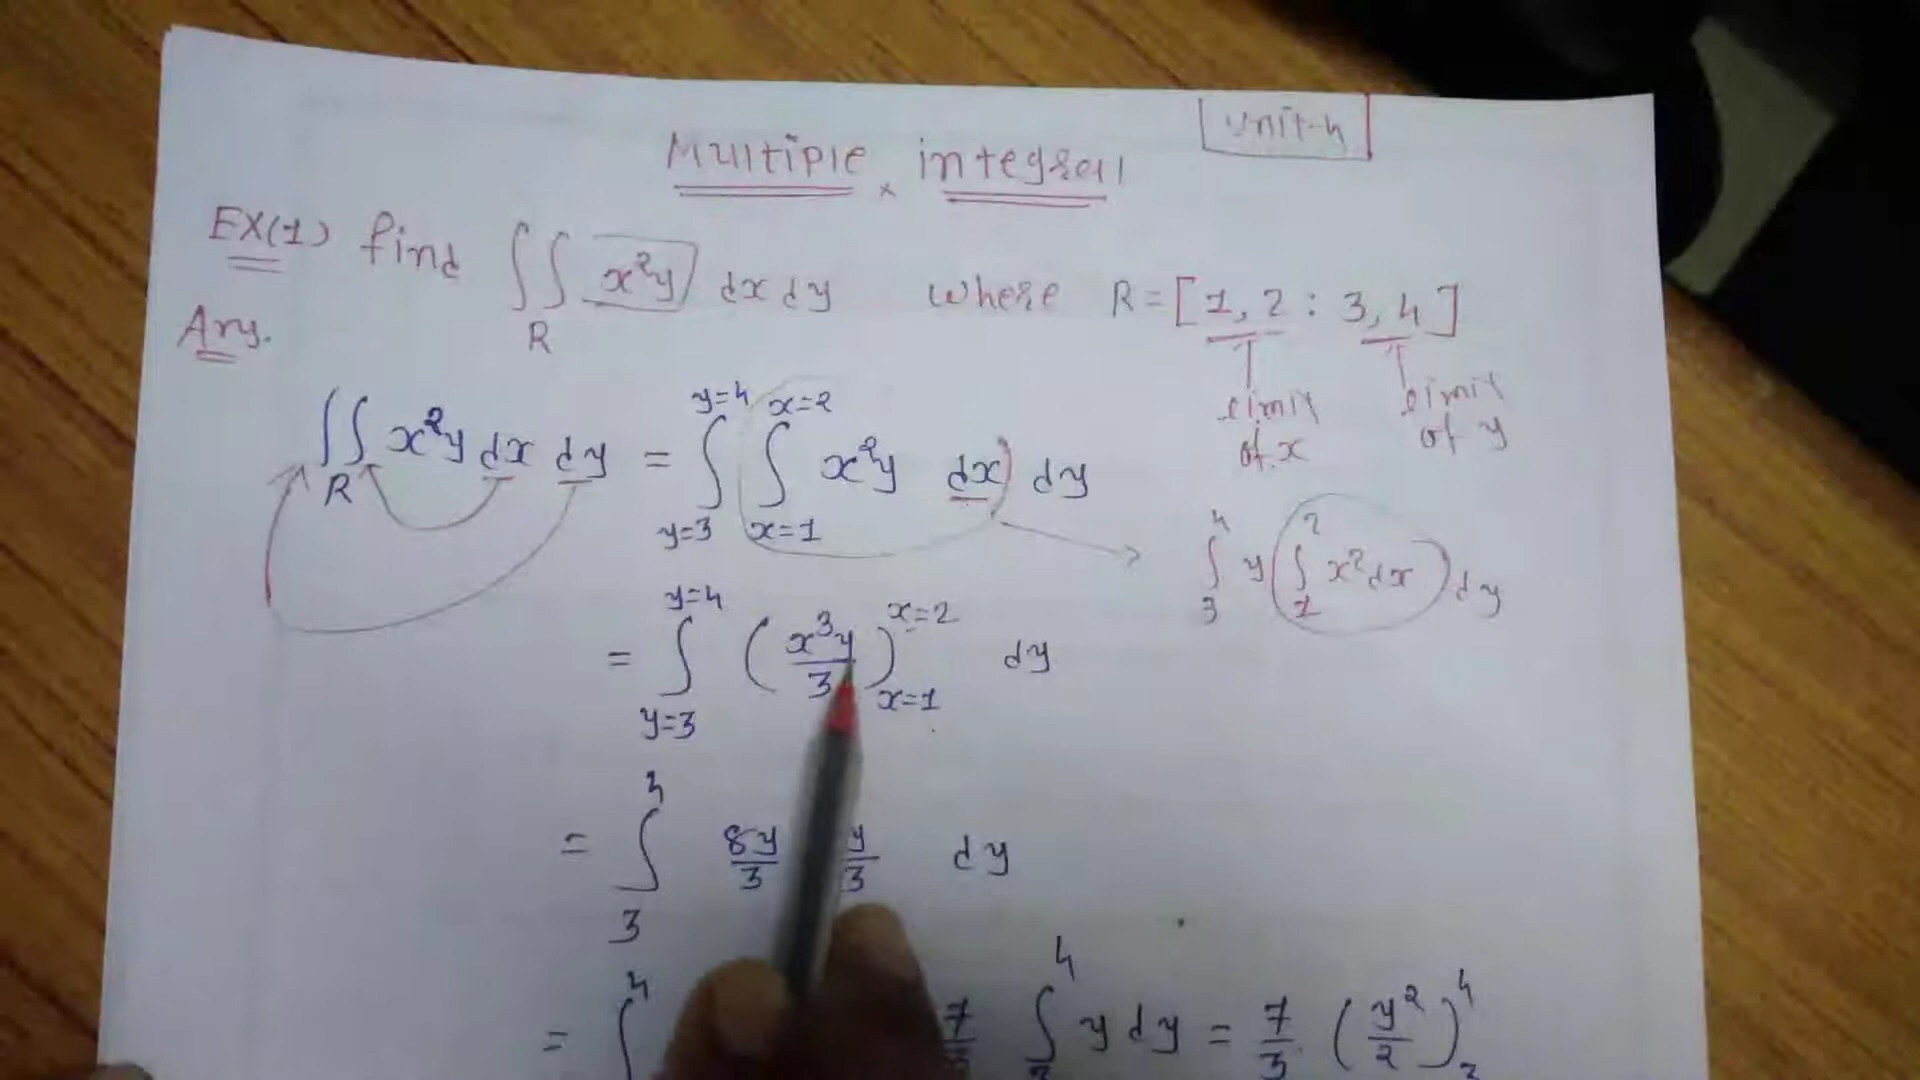 Unit-4
Multiple integral
EX(1) find ∬_R x²y dx dy where R = [1, 2 : 3, 4]
Ans.
limit of x
limit of y
∬_R x²y dx dy = ∫_{y=3}^{y=4} ∫_{x=1}^{x=2} x²y dx dy
∫_3^4 y (∫_1^2 x² dx) dy
= ∫_{y=3}^{y=4} (x³y/3)_{x=1}^{x=2} dy
= ∫_3^4 8y/3 y/3 dy
= ∫^4 7 ∫^4 y dy = 7/3 (y²/2)^4